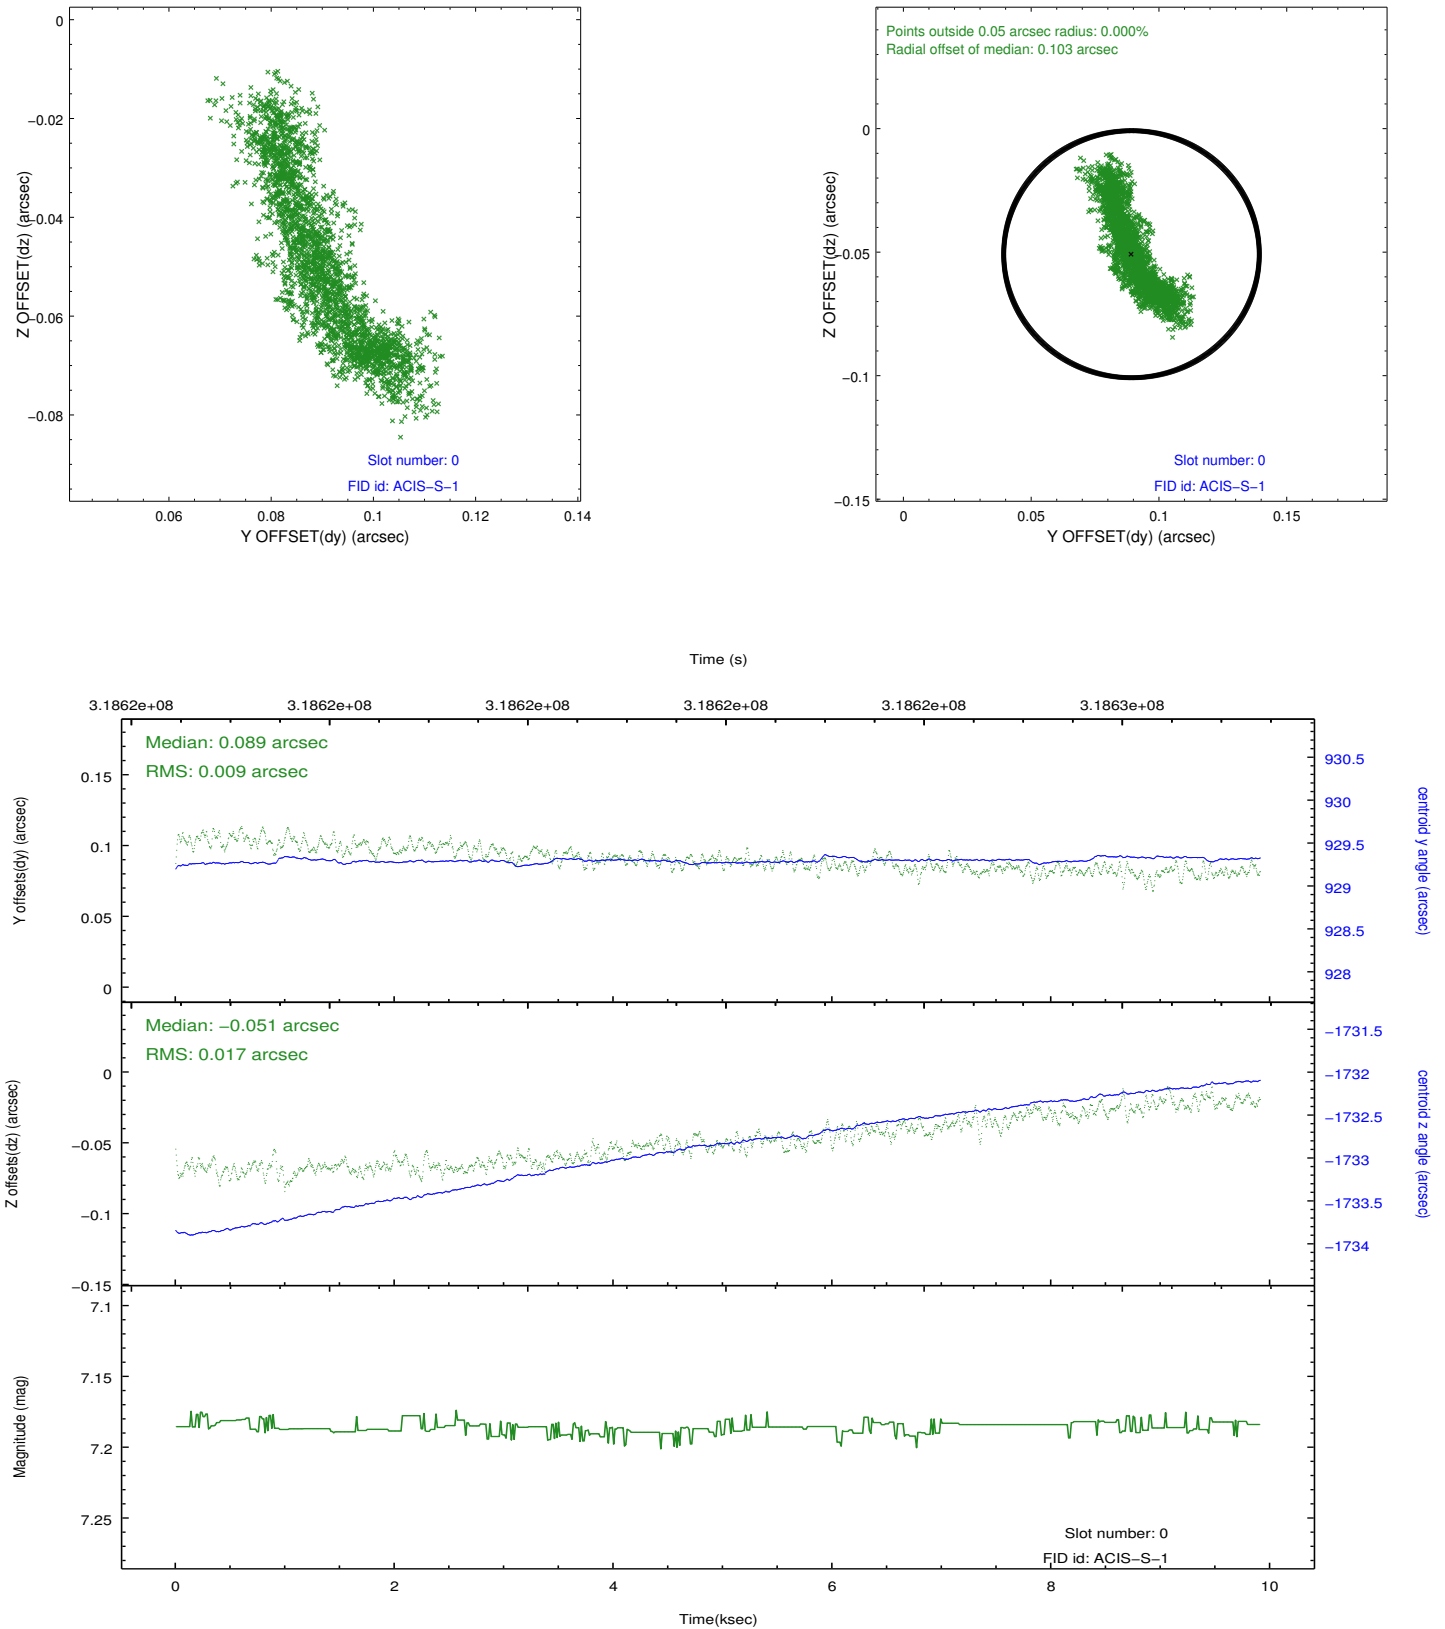 0
−0.02
−0.04
−0.06
−0.08
Z OFFSET(dz) (arcsec)
Slot number: 0
FID id: ACIS−S−1
0.06
0.08
0.1
0.12
0.14
Y OFFSET(dy) (arcsec)
Points outside 0.05 arcsec radius: 0.000%
Radial offset of median: 0.103 arcsec
0
−0.05
−0.1
−0.15
Z OFFSET(dz) (arcsec)
Slot number: 0
FID id: ACIS−S−1
0
0.05
0.1
0.15
Y OFFSET(dy) (arcsec)
Time (s)
3.1862e+08
3.1862e+08
3.1862e+08
3.1862e+08
3.1862e+08
3.1863e+08
Median: 0.089 arcsec
RMS: 0.009 arcsec
0.15
0.1
0.05
0
Y offsets(dy) (arcsec)
930.5
930
929.5
929
928.5
928
centroid y angle (arcsec)
Median: −0.051 arcsec
RMS: 0.017 arcsec
0
−0.05
−0.1
−0.15
Z offsets(dz) (arcsec)
−1731.5
−1732
−1732.5
−1733
−1733.5
−1734
centroid z angle (arcsec)
7.1
7.15
7.2
7.25
Magnitude (mag)
Slot number: 0
FID id: ACIS−S−1
0
2
4
6
8
10
Time(ksec)